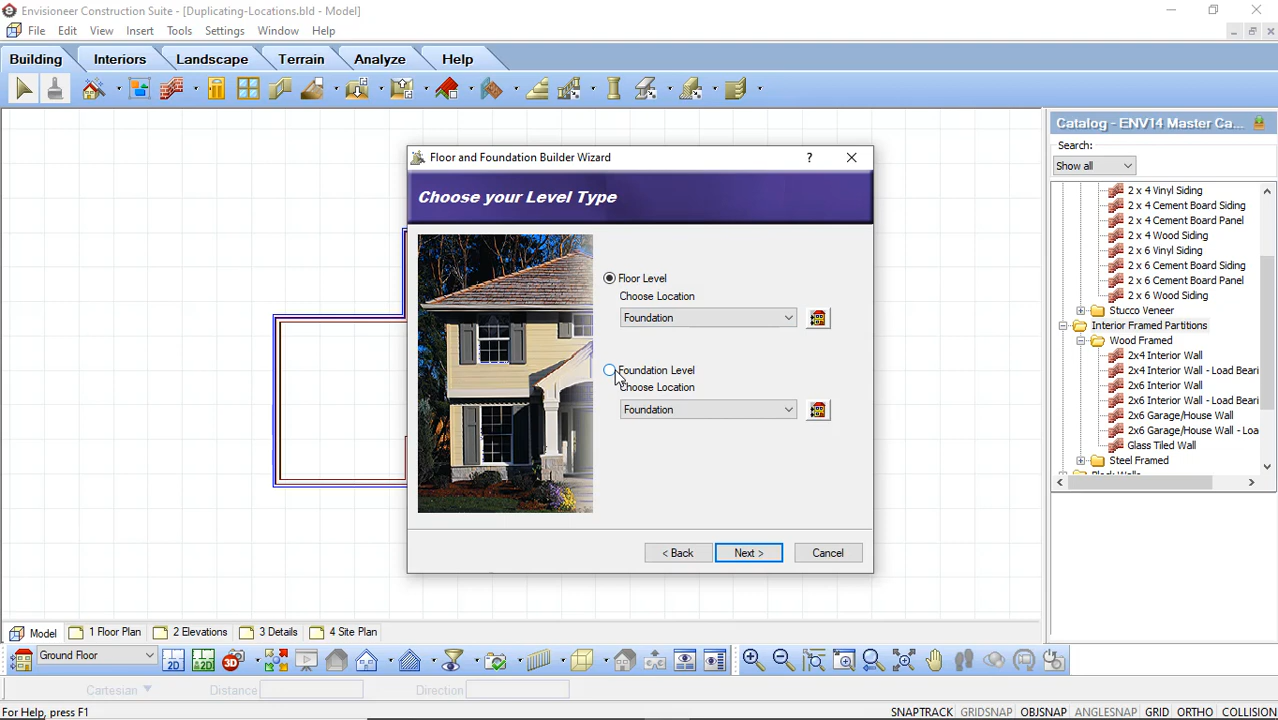 Envisioneer Construction Suite - [Duplicating-Locations.bld - Model]
File Edit View Insert Tools Settings Window Help
Building Interiors Landscape Terrain Analyze Help
Catalog - ENV14 Master Ca...
Search:
Show all
2 x 4 Vinyl Siding
2 x 4 Cement Board Siding
2 x 4 Cement Board Panel
2 x 4 Wood Siding
2 x 6 Vinyl Siding
2 x 6 Cement Board Siding
2 x 6 Cement Board Panel
2 x 6 Wood Siding
Stucco Veneer
Interior Framed Partitions
Wood Framed
2x4 Interior Wall
2x4 Interior Wall - Load Beari
2x6 Interior Wall
2x6 Interior Wall - Load Beari
2x6 Garage/House Wall
2x6 Garage/House Wall - Loa
Glass Tiled Wall
Steel Framed
Floor and Foundation Builder Wizard ?
Choose your Level Type
Floor Level
Choose Location
Foundation
Foundation Level
Choose Location
Foundation
< Back Next > Cancel
Model 1 Floor Plan 2 Elevations 3 Details 4 Site Plan
Ground Floor 2D 2D 3D
Cartesian Distance Direction
For Help, press F1 SNAPTRACK GRIDSNAP OBJSNAP ANGLESNAP GRID ORTHO COLLISION